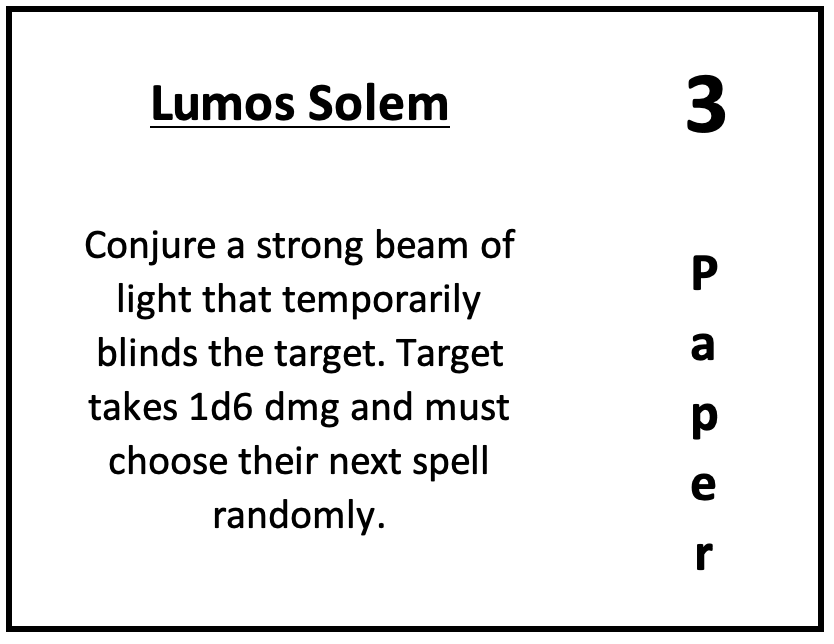 Lumos Solem
3
Conjure a strong beam of
light that temporarily
blinds the target. Target
takes 1d6 dmg and must
choose their next spell
randomly.
P
a
p
e
r